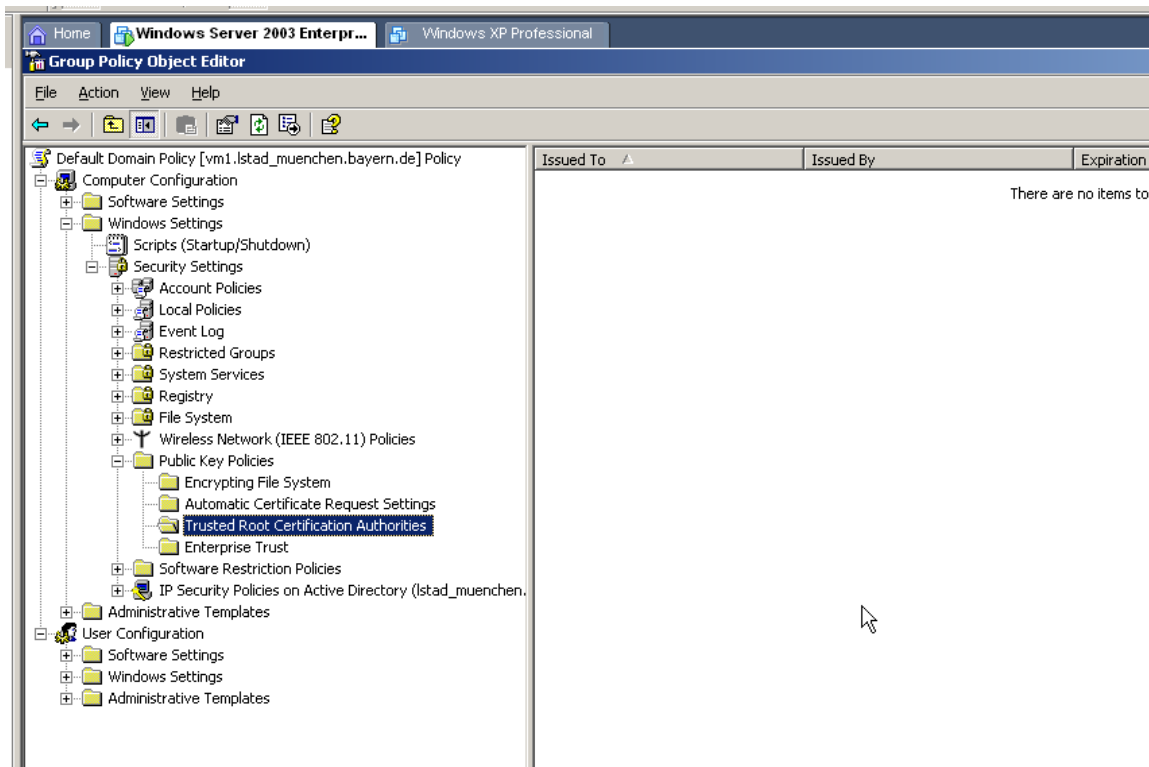 Home Windows Server 2003 Enterpr... Windows XP Professional
Group Policy Object Editor
File Action View Help
Default Domain Policy [vm1.lstad_muenchen.bayern.de] Policy
Computer Configuration
Software Settings
Windows Settings
Scripts (Startup/Shutdown)
Security Settings
Account Policies
Local Policies
Event Log
Restricted Groups
System Services
Registry
File System
Wireless Network (IEEE 802.11) Policies
Public Key Policies
Encrypting File System
Automatic Certificate Request Settings
Trusted Root Certification Authorities
Enterprise Trust
Software Restriction Policies
IP Security Policies on Active Directory (lstad_muenchen.
Administrative Templates
User Configuration
Software Settings
Windows Settings
Administrative Templates
Issued To Issued By Expiration
There are no items to